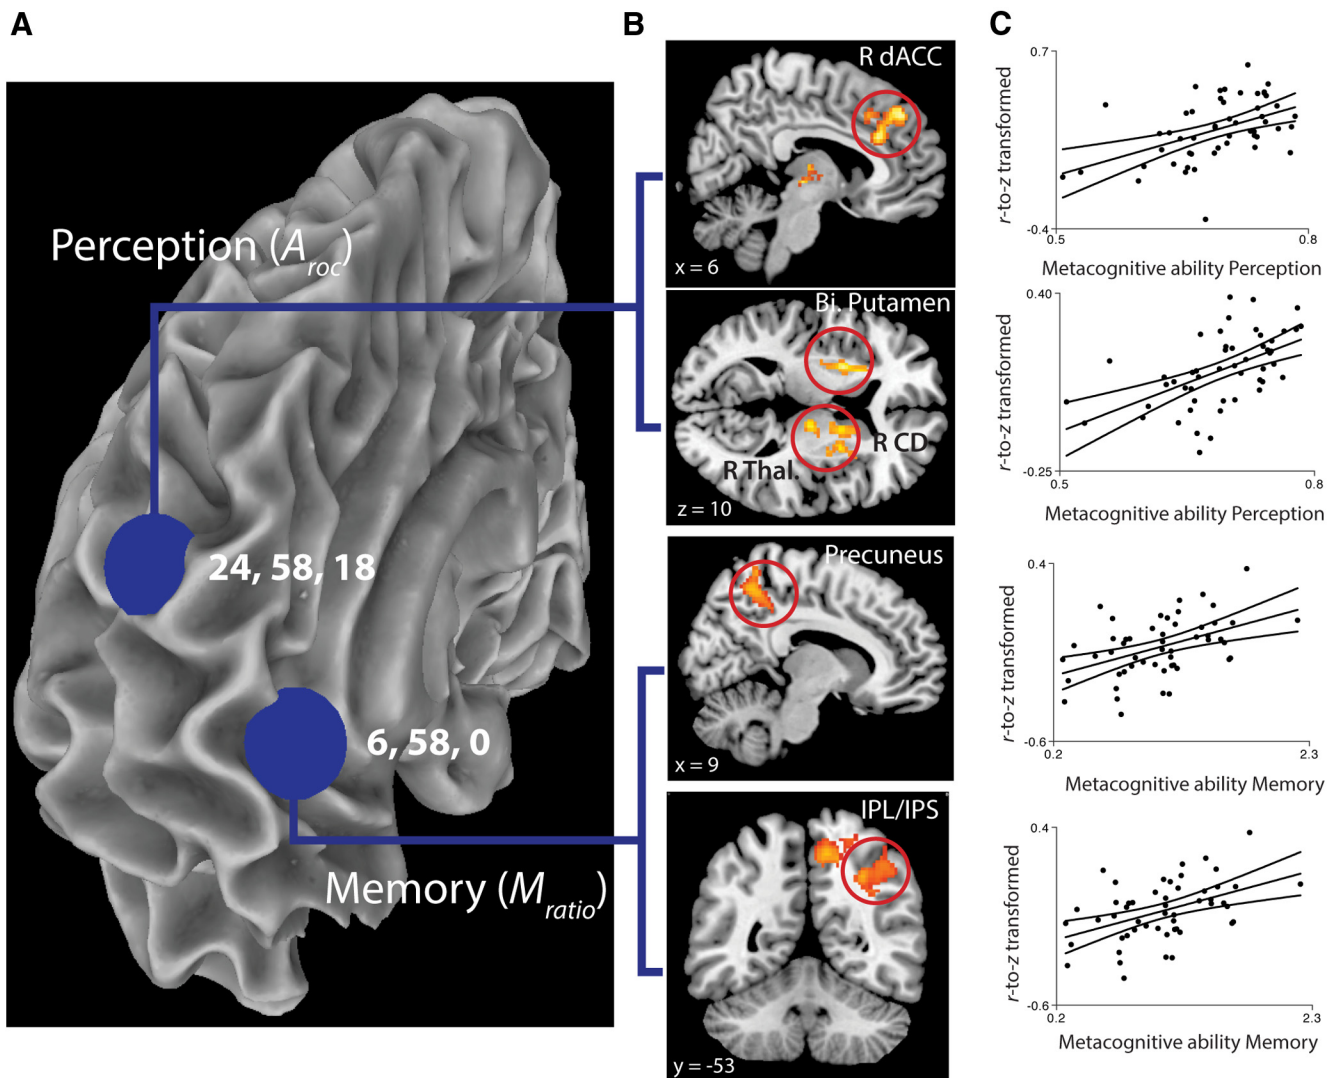 A
B
C
Perception (Aroc)
24, 58, 18
6, 58, 0
Memory (Mratio)
R dACC
x = 6
Bi. Putamen
R CD
R Thal.
z = 10
Precuneus
x = 9
IPL/IPS
y = -53
0.7
r-to-z transformed
-0.4
0.5
0.8
Metacognitive ability Perception
0.40
r-to-z transformed
-0.25
0.5
0.8
Metacognitive ability Perception
0.4
r-to-z transformed
-0.6
0.2
2.3
Metacognitive ability Memory
0.4
r-to-z transformed
-0.6
0.2
2.3
Metacognitive ability Memory